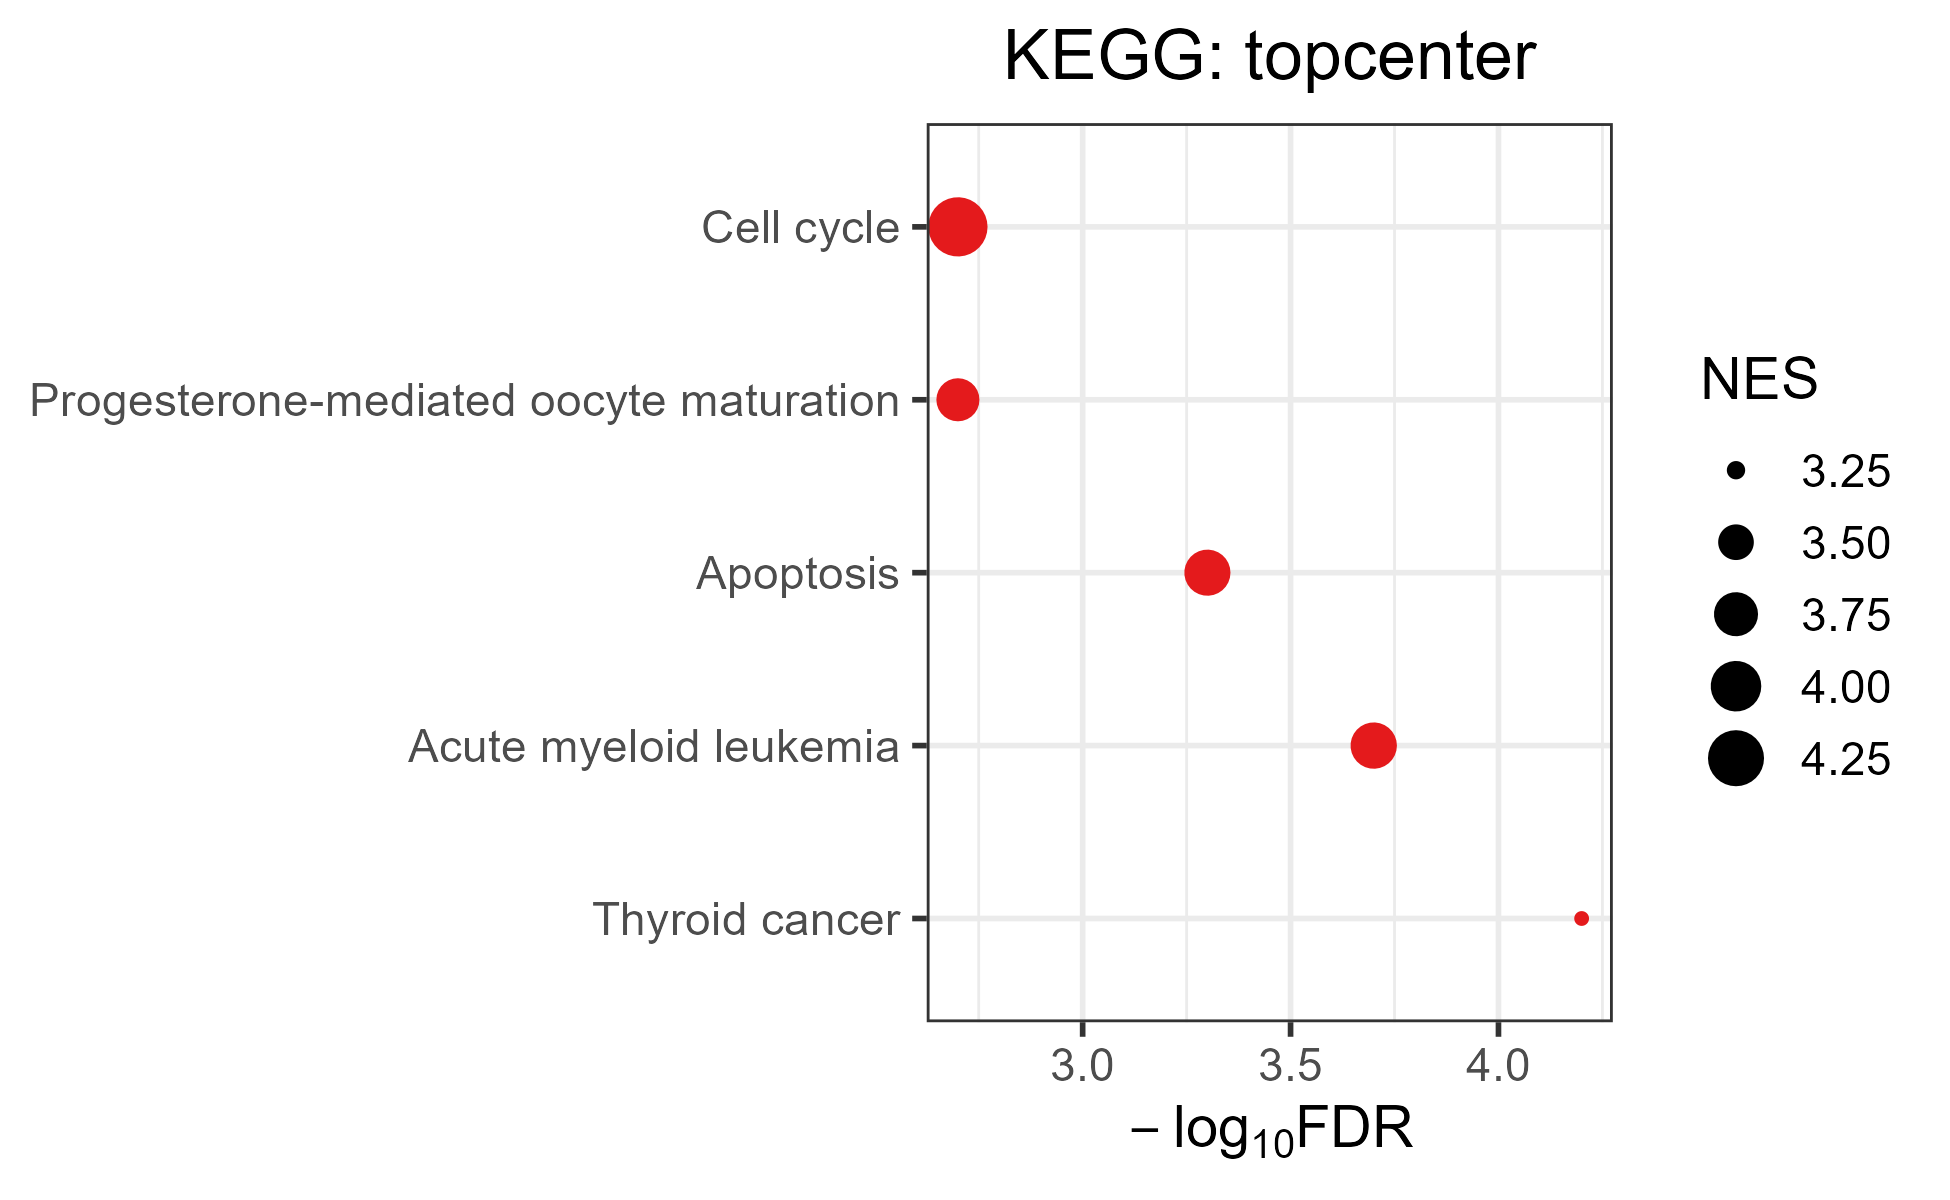 KEGG: topcenter
Cell cycle
Progesterone-mediated oocyte maturation
Apoptosis
Acute myeloid leukemia
Thyroid cancer
3.0 3.5 4.0
− log₁₀FDR
NES
3.25
3.50
3.75
4.00
4.25